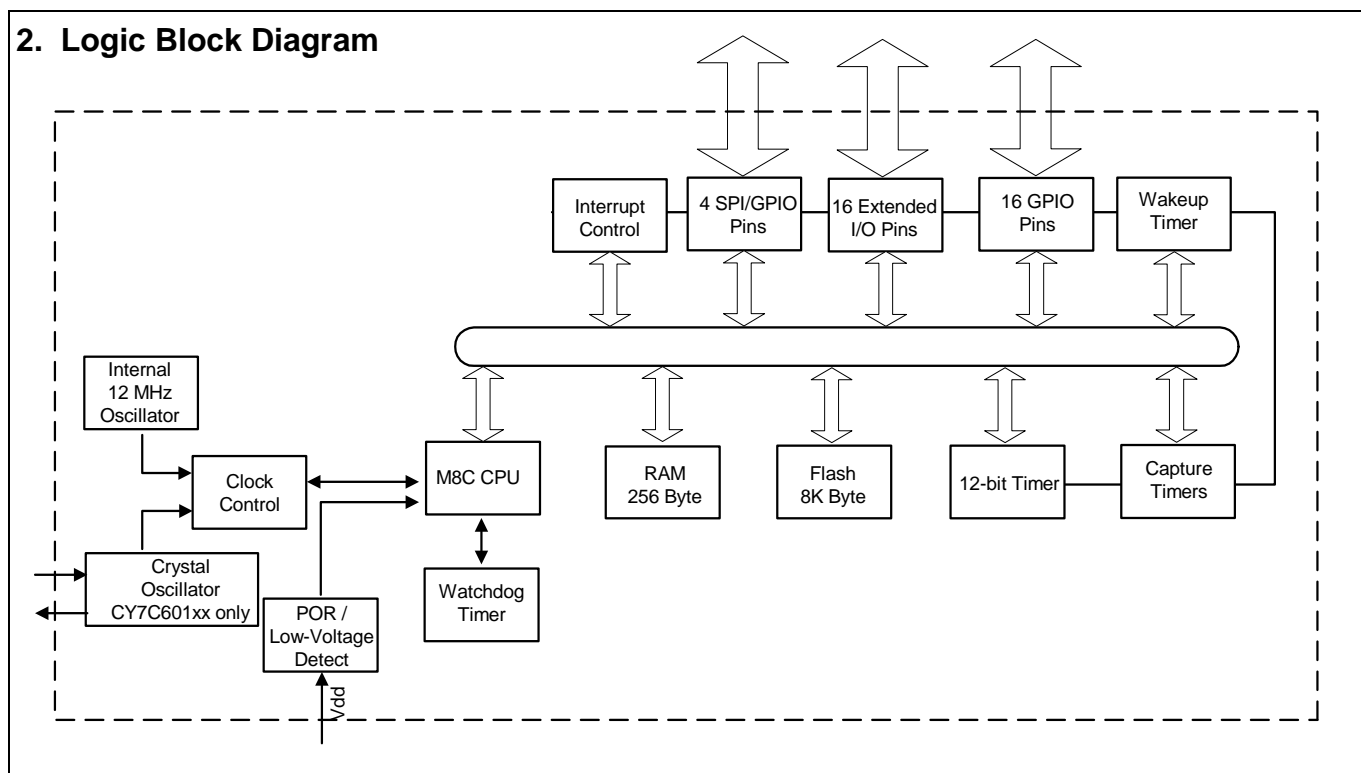 2. Logic Block Diagram
Interrupt
Control
4 SPI/GPIO
Pins
16 Extended
I/O Pins
16 GPIO
Pins
Wakeup
Timer
Internal
12 MHz
Oscillator
Clock
Control
Crystal
Oscillator
CY7C601xx only
POR /
Low-Voltage
Detect
Vdd
M8C CPU
Watchdog
Timer
RAM
256 Byte
Flash
8K Byte
12-bit Timer
Capture
Timers